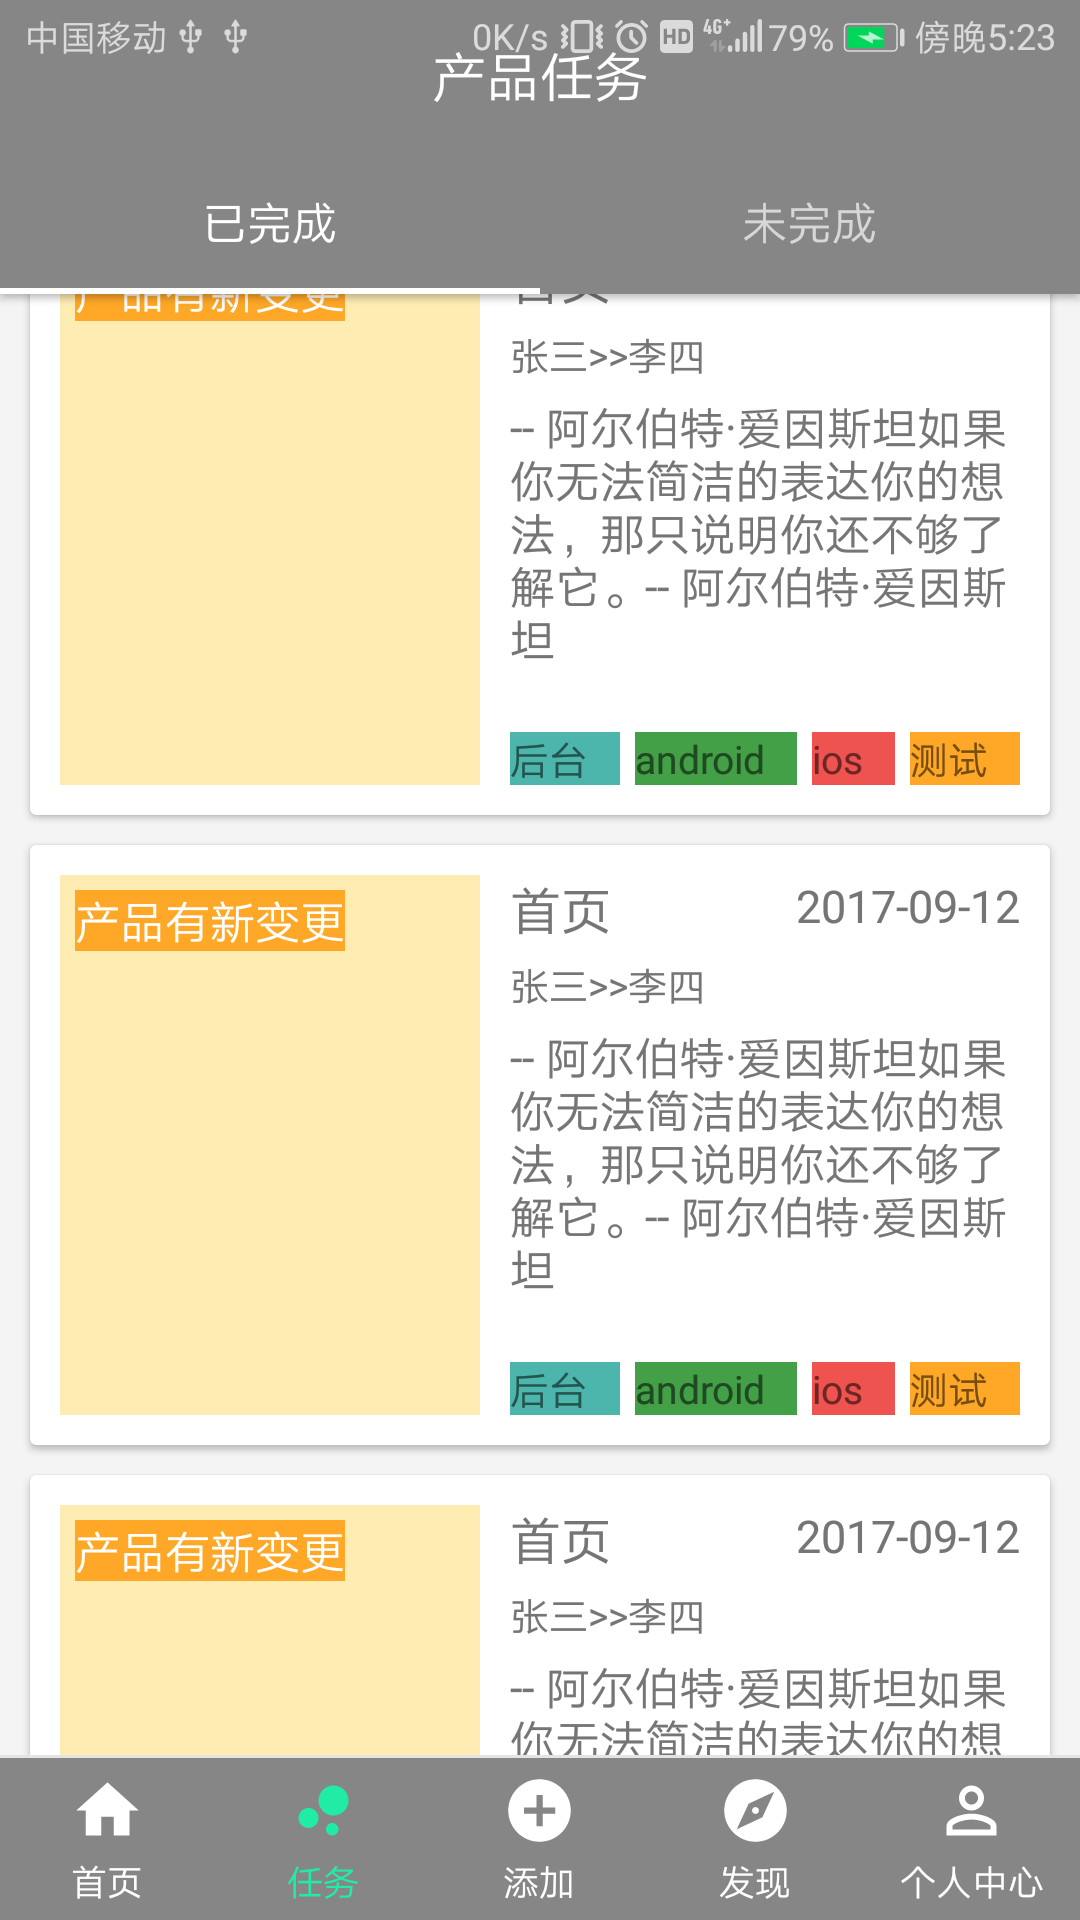 中国移动 0K/s HD 4G+ 79% 傍晚5:23
产品任务
已完成 未完成
产品有新变更 首页
张三>>李四
-- 阿尔伯特·爱因斯坦如果
你无法简洁的表达你的想
法，那只说明你还不够了
解它。-- 阿尔伯特·爱因斯
坦
后台 android ios 测试
产品有新变更 首页 2017-09-12
张三>>李四
-- 阿尔伯特·爱因斯坦如果
你无法简洁的表达你的想
法，那只说明你还不够了
解它。-- 阿尔伯特·爱因斯
坦
后台 android ios 测试
产品有新变更 首页 2017-09-12
张三>>李四
-- 阿尔伯特·爱因斯坦如果
你无法简洁的表达你的想
首页 任务 添加 发现 个人中心